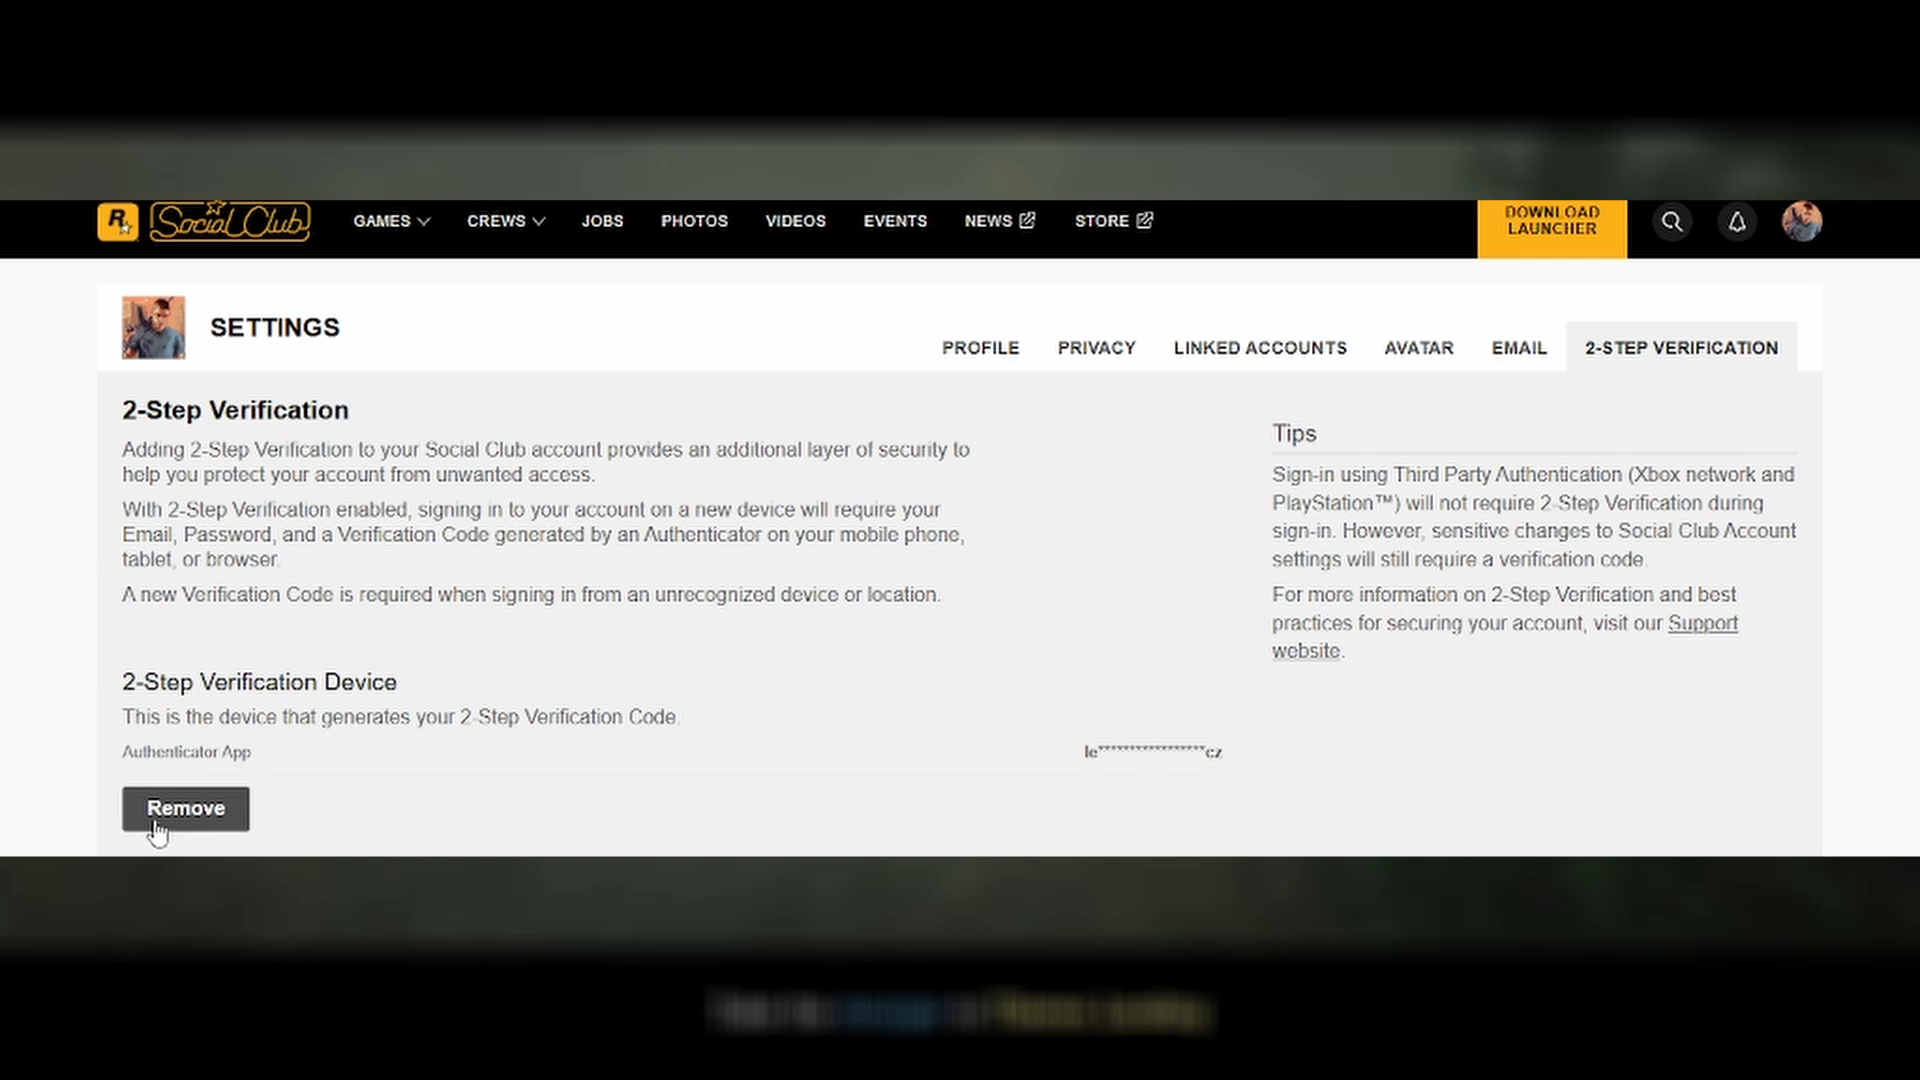 R Social Club GAMES CREWS JOBS PHOTOS VIDEOS EVENTS NEWS STORE DOWNLOAD
LAUNCHER
SETTINGS
PROFILE PRIVACY LINKED ACCOUNTS AVATAR EMAIL 2-STEP VERIFICATION
2-Step Verification
Adding 2-Step Verification to your Social Club account provides an additional layer of security to
help you protect your account from unwanted access.
With 2-Step Verification enabled, signing in to your account on a new device will require your
Email, Password, and a Verification Code generated by an Authenticator on your mobile phone,
tablet, or browser.
A new Verification Code is required when signing in from an unrecognized device or location.
2-Step Verification Device
This is the device that generates your 2-Step Verification Code.
Authenticator App le*****************cz
Remove
Tips
Sign-in using Third Party Authentication (Xbox network and
PlayStation™) will not require 2-Step Verification during
sign-in. However, sensitive changes to Social Club Account
settings will still require a verification code.
For more information on 2-Step Verification and best
practices for securing your account, visit our Support
website.